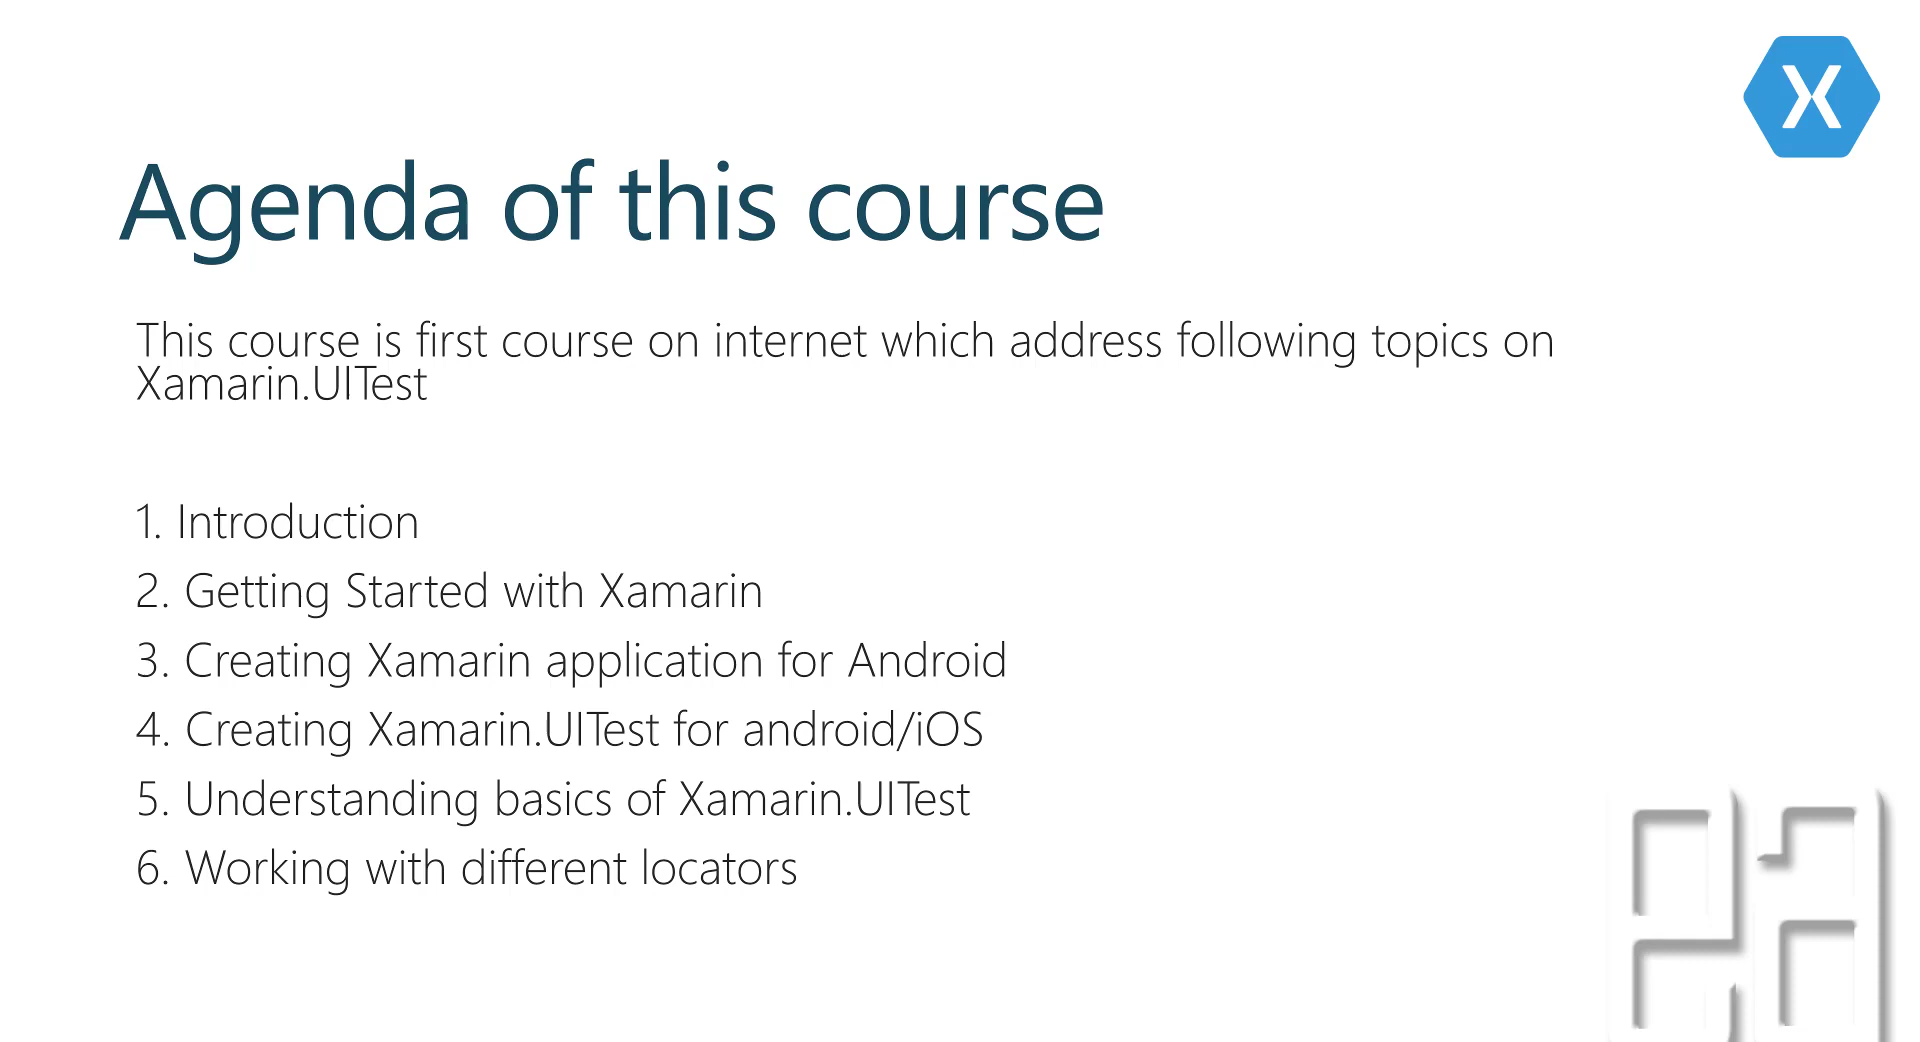 X
Agenda of this course
This course is first course on internet which address following topics on
Xamarin.UITest
1. Introduction
2. Getting Started with Xamarin
3. Creating Xamarin application for Android
4. Creating Xamarin.UITest for android/iOS
5. Understanding basics of Xamarin.UITest
6. Working with different locators